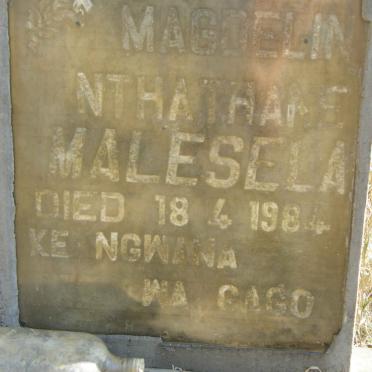 MAGDELIN
NTHATHANE
MALESELA
DIED 18 4 1984
KE NGWANA
WA GAGO